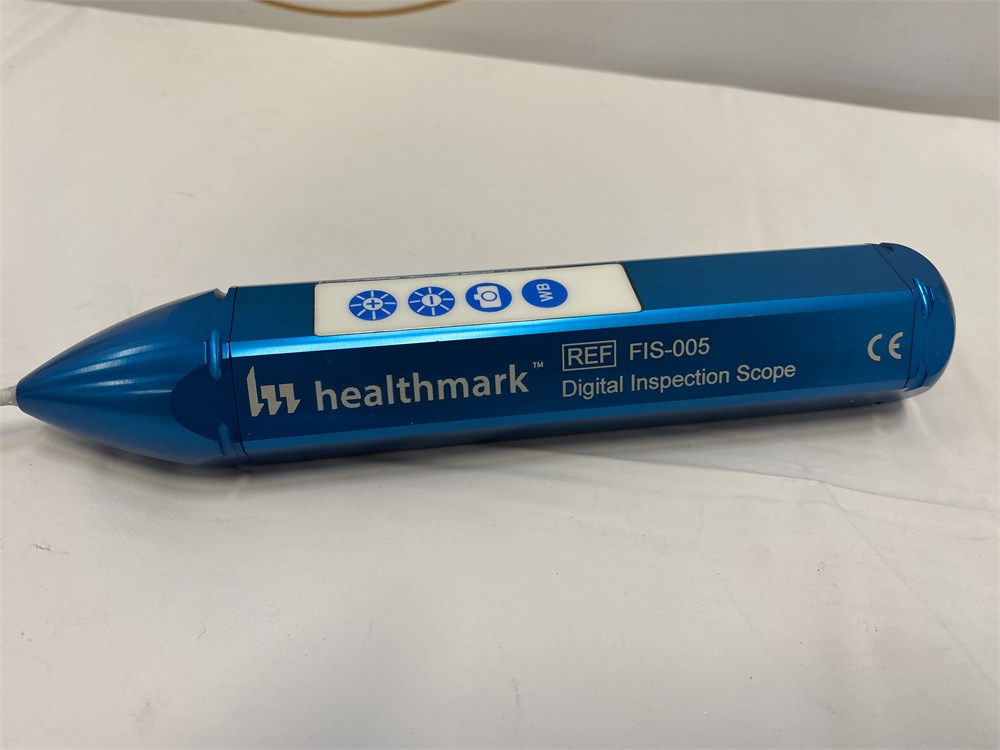 WB
healthmark™
REF FIS-005
Digital Inspection Scope
CE